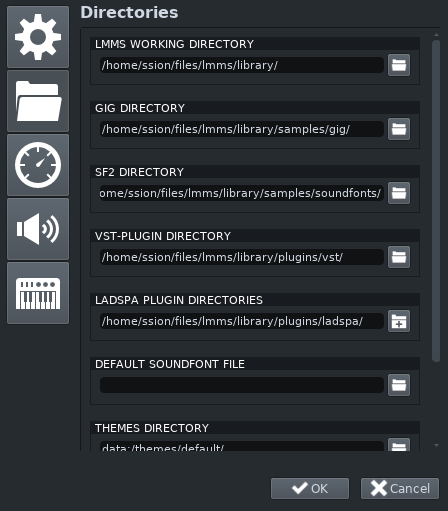 Directories
LMMS WORKING DIRECTORY
/home/ssion/files/lmms/library/
GIG DIRECTORY
/home/ssion/files/lmms/library/samples/gig/
SF2 DIRECTORY
ome/ssion/files/lmms/library/samples/soundfonts/
VST-PLUGIN DIRECTORY
/home/ssion/files/lmms/library/plugins/vst/
LADSPA PLUGIN DIRECTORIES
/home/ssion/files/lmms/library/plugins/ladspa/
DEFAULT SOUNDFONT FILE
THEMES DIRECTORY
data:/themes/default/
OK
Cancel